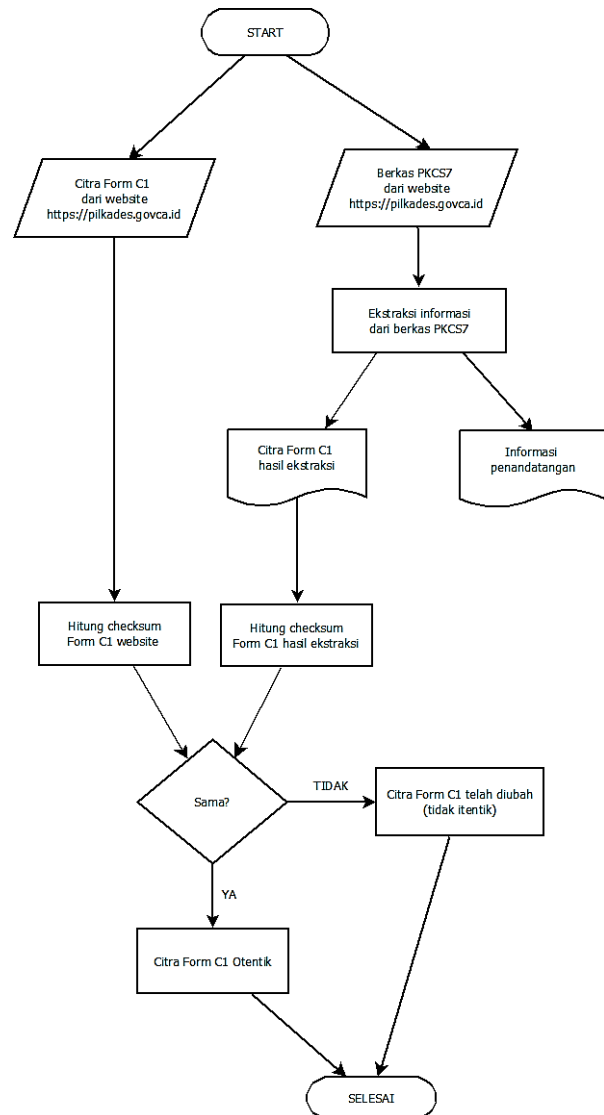 START
Citra Form C1
dari website
https://pilkades.govca.id
Berkas PKCS7
dari website
https://pilkades.govca.id
Ekstraksi informasi
dari berkas PKCS7
Citra Form C1
hasil ekstraksi
Informasi
penandatangan
Hitung checksum
Form C1 website
Hitung checksum
Form C1 hasil ekstraksi
Sama?
TIDAK
Citra Form C1 telah diubah
(tidak itentik)
YA
Citra Form C1 Otentik
SELESAI